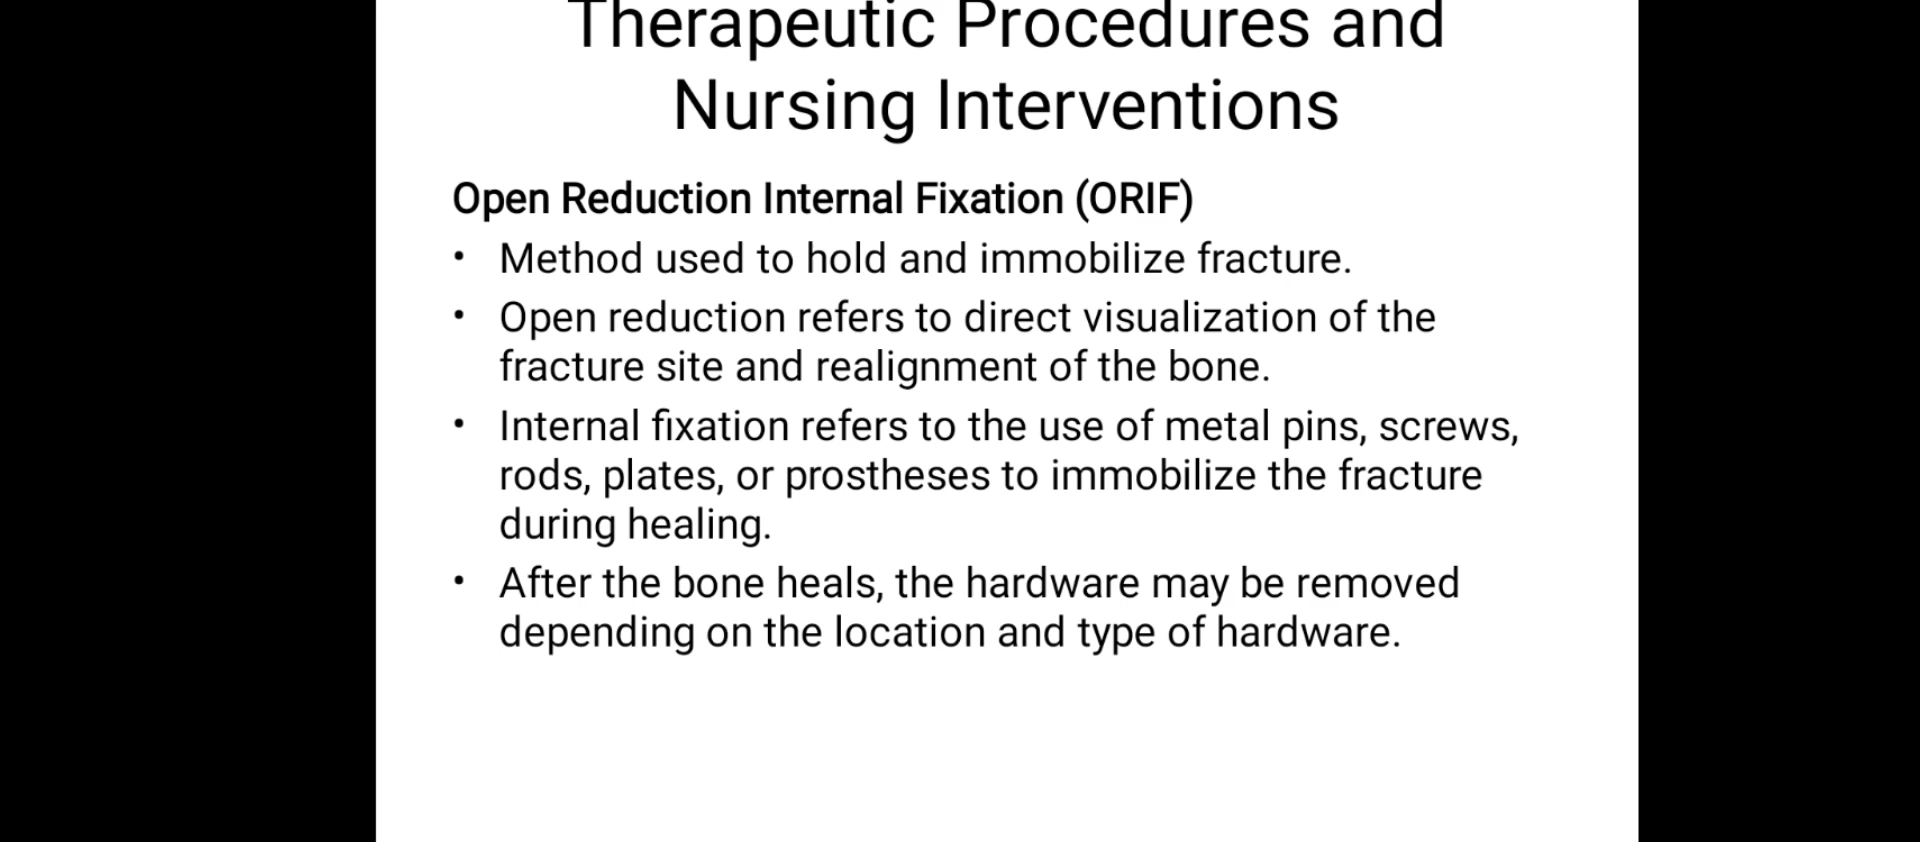 Therapeutic Procedures and
Nursing Interventions
Open Reduction Internal Fixation (ORIF)
• Method used to hold and immobilize fracture.
• Open reduction refers to direct visualization of the
fracture site and realignment of the bone.
• Internal fixation refers to the use of metal pins, screws,
rods, plates, or prostheses to immobilize the fracture
during healing.
• After the bone heals, the hardware may be removed
depending on the location and type of hardware.